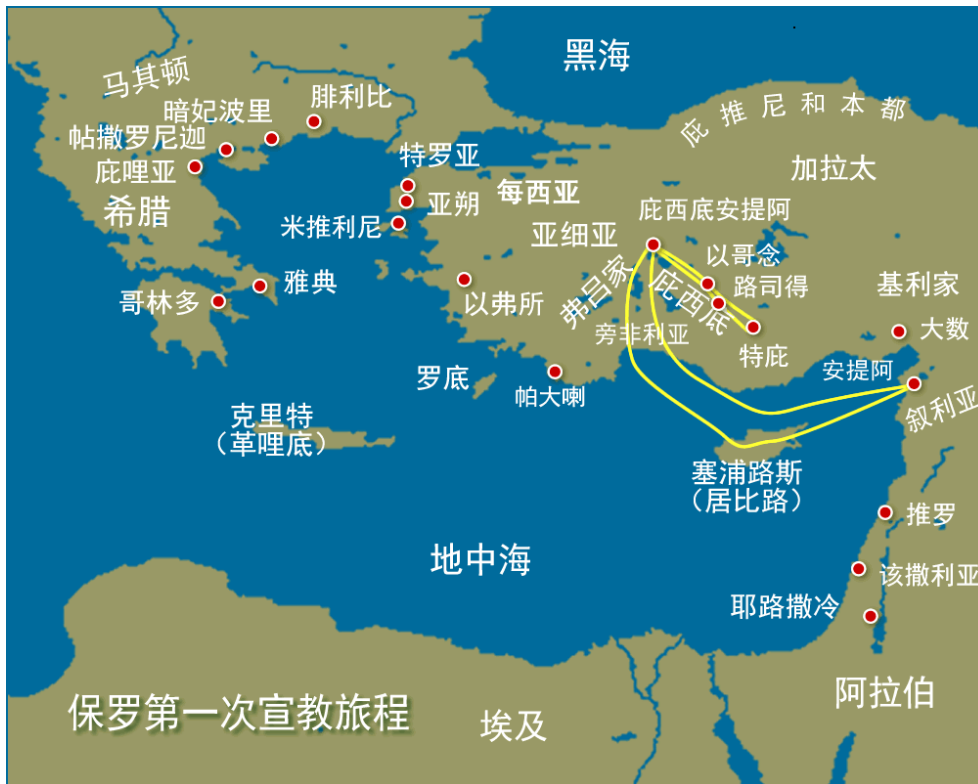 黑海
马其顿
腓利比
暗妃波里
庇推尼和本都
帖撒罗尼迦
特罗亚
庇哩亚
加拉太
每西亚
亚朔
希腊
庇西底安提阿
米推利尼
亚细亚
以哥念
雅典
弗吕家
庇西底
路司得
基利家
哥林多
以弗所
旁非利亚
大数
特庇
罗底
帕大喇
安提阿
叙利亚
克里特
（革哩底）
塞浦路斯
（居比路）
推罗
地中海
该撒利亚
耶路撒冷
阿拉伯
保罗第一次宣教旅程
埃及